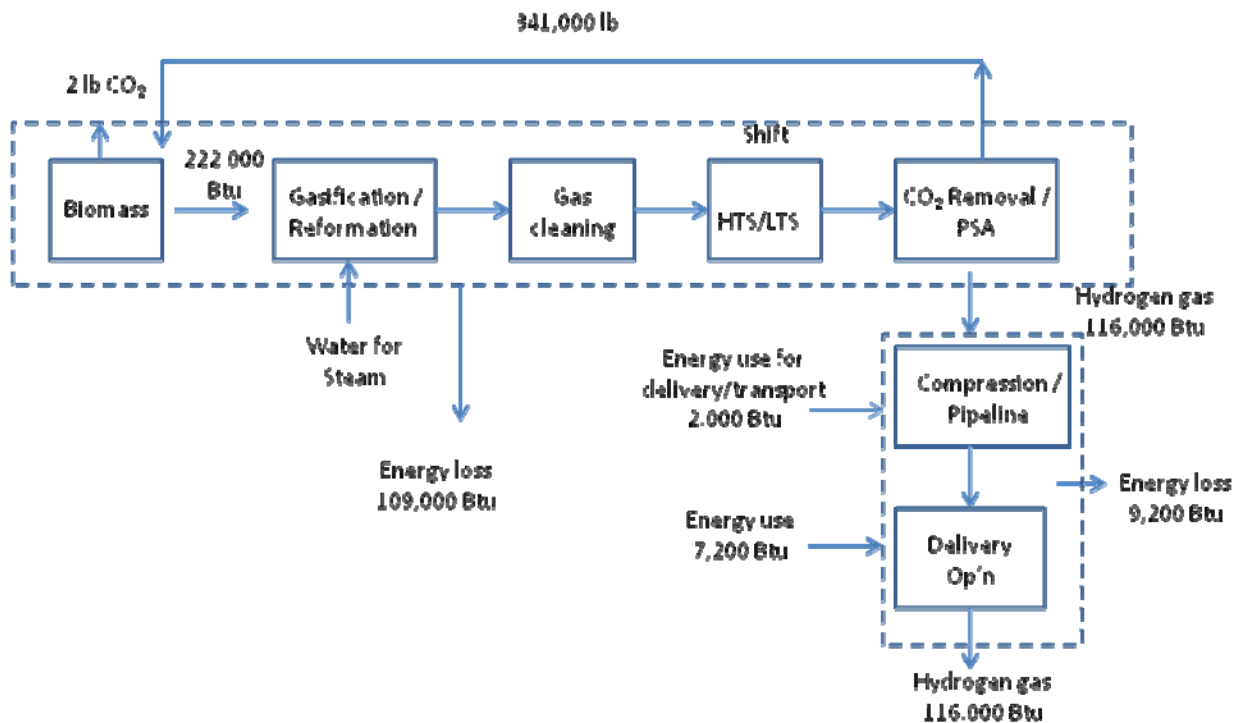 341,000 lb
2 lb CO₂
Shift
Biomass
222 000
Btu
Gasification /
Reformation
Gas
cleaning
HTS/LTS
CO₂ Removal /
PSA
Hydrogen gas
116,000 Btu
Water for
Steam
Energy use for
delivery/transport
2.000 Btu
Compression /
Pipeline
Energy loss
109,000 Btu
Energy loss
9,200 Btu
Energy use
7,200 Btu
Delivery
Op'n
Hydrogen gas
116.000 Btu